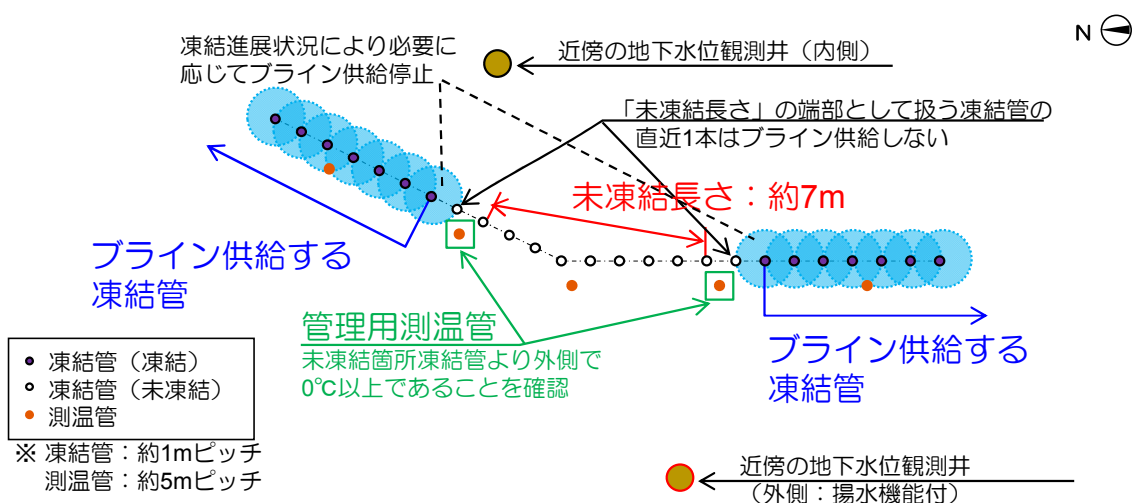 凍結進展状況により必要に
応じてブライン供給停止
近傍の地下水位観測井（内側）
N
「未凍結長さ」の端部として扱う凍結管の
直近1本はブライン供給しない
未凍結長さ：約7m
ブライン供給する
凍結管
管理用測温管
未凍結箇所凍結管より外側で
0℃以上であることを確認
ブライン供給する
凍結管
凍結管（凍結）
凍結管（未凍結）
測温管
※ 凍結管：約1mピッチ
測温管：約5mピッチ
近傍の地下水位観測井
（外側：揚水機能付）